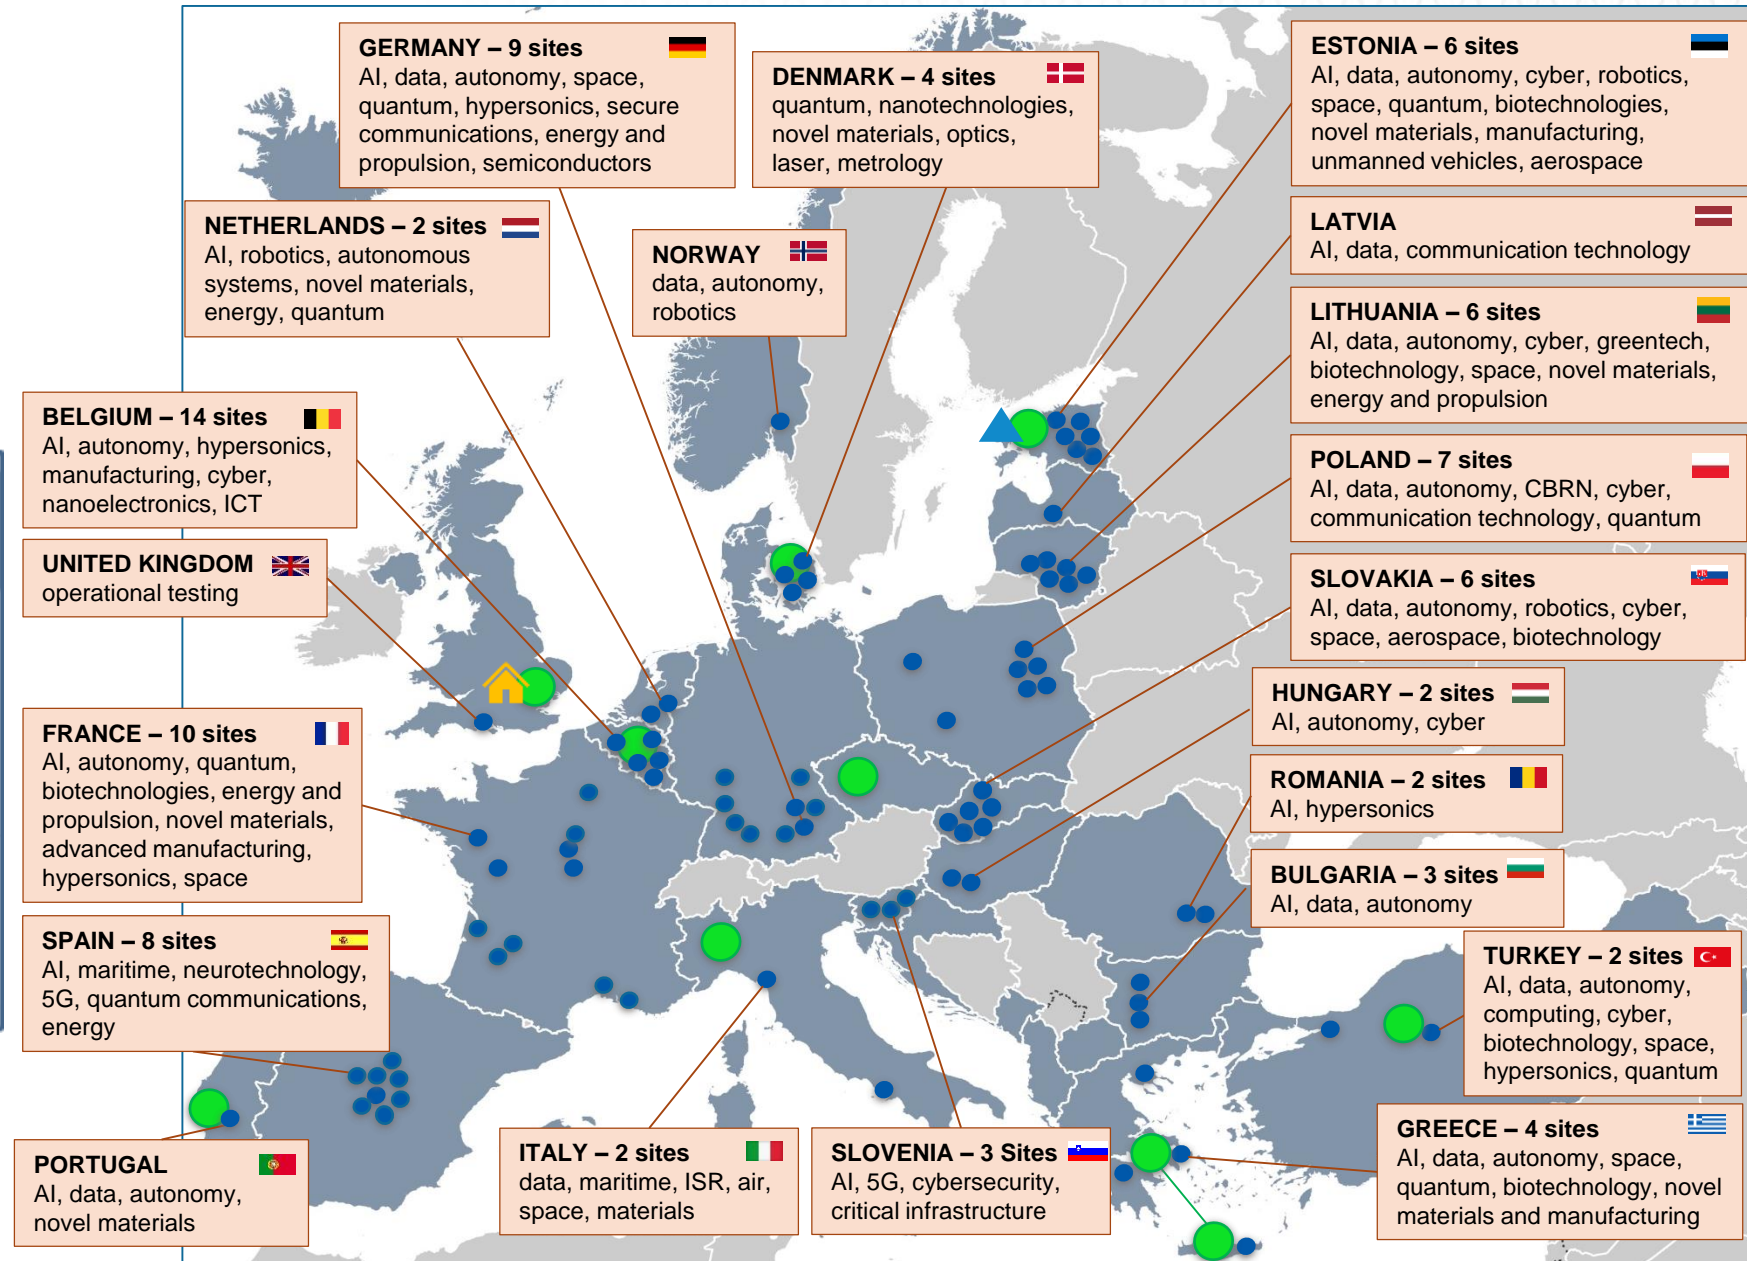 GERMANY – 9 sites
AI, data, autonomy, space,
quantum, hypersonics, secure
communications, energy and
propulsion, semiconductors
DENMARK – 4 sites
quantum, nanotechnologies,
novel materials, optics,
laser, metrology
ESTONIA – 6 sites
AI, data, autonomy, cyber, robotics,
space, quantum, biotechnologies,
novel materials, manufacturing,
unmanned vehicles, aerospace
NETHERLANDS – 2 sites
AI, robotics, autonomous
systems, novel materials,
energy, quantum
NORWAY
data, autonomy,
robotics
LATVIA
AI, data, communication technology
LITHUANIA – 6 sites
AI, data, autonomy, cyber, greentech,
biotechnology, space, novel materials,
energy and propulsion
BELGIUM – 14 sites
AI, autonomy, hypersonics,
manufacturing, cyber,
nanoelectronics, ICT
POLAND – 7 sites
AI, data, autonomy, CBRN, cyber,
communication technology, quantum
UNITED KINGDOM
operational testing
SLOVAKIA – 6 sites
AI, data, autonomy, robotics, cyber,
space, aerospace, biotechnology
HUNGARY – 2 sites
AI, autonomy, cyber
FRANCE – 10 sites
AI, autonomy, quantum,
biotechnologies, energy and
propulsion, novel materials,
advanced manufacturing,
hypersonics, space
ROMANIA – 2 sites
AI, hypersonics
BULGARIA – 3 sites
AI, data, autonomy
SPAIN – 8 sites
AI, maritime, neurotechnology,
5G, quantum communications,
energy
TURKEY – 2 sites
AI, data, autonomy,
computing, cyber,
biotechnology, space,
hypersonics, quantum
PORTUGAL
AI, data, autonomy,
novel materials
ITALY – 2 sites
data, maritime, ISR, air,
space, materials
SLOVENIA – 3 Sites
AI, 5G, cybersecurity,
critical infrastructure
GREECE – 4 sites
AI, data, autonomy, space,
quantum, biotechnology, novel
materials and manufacturing